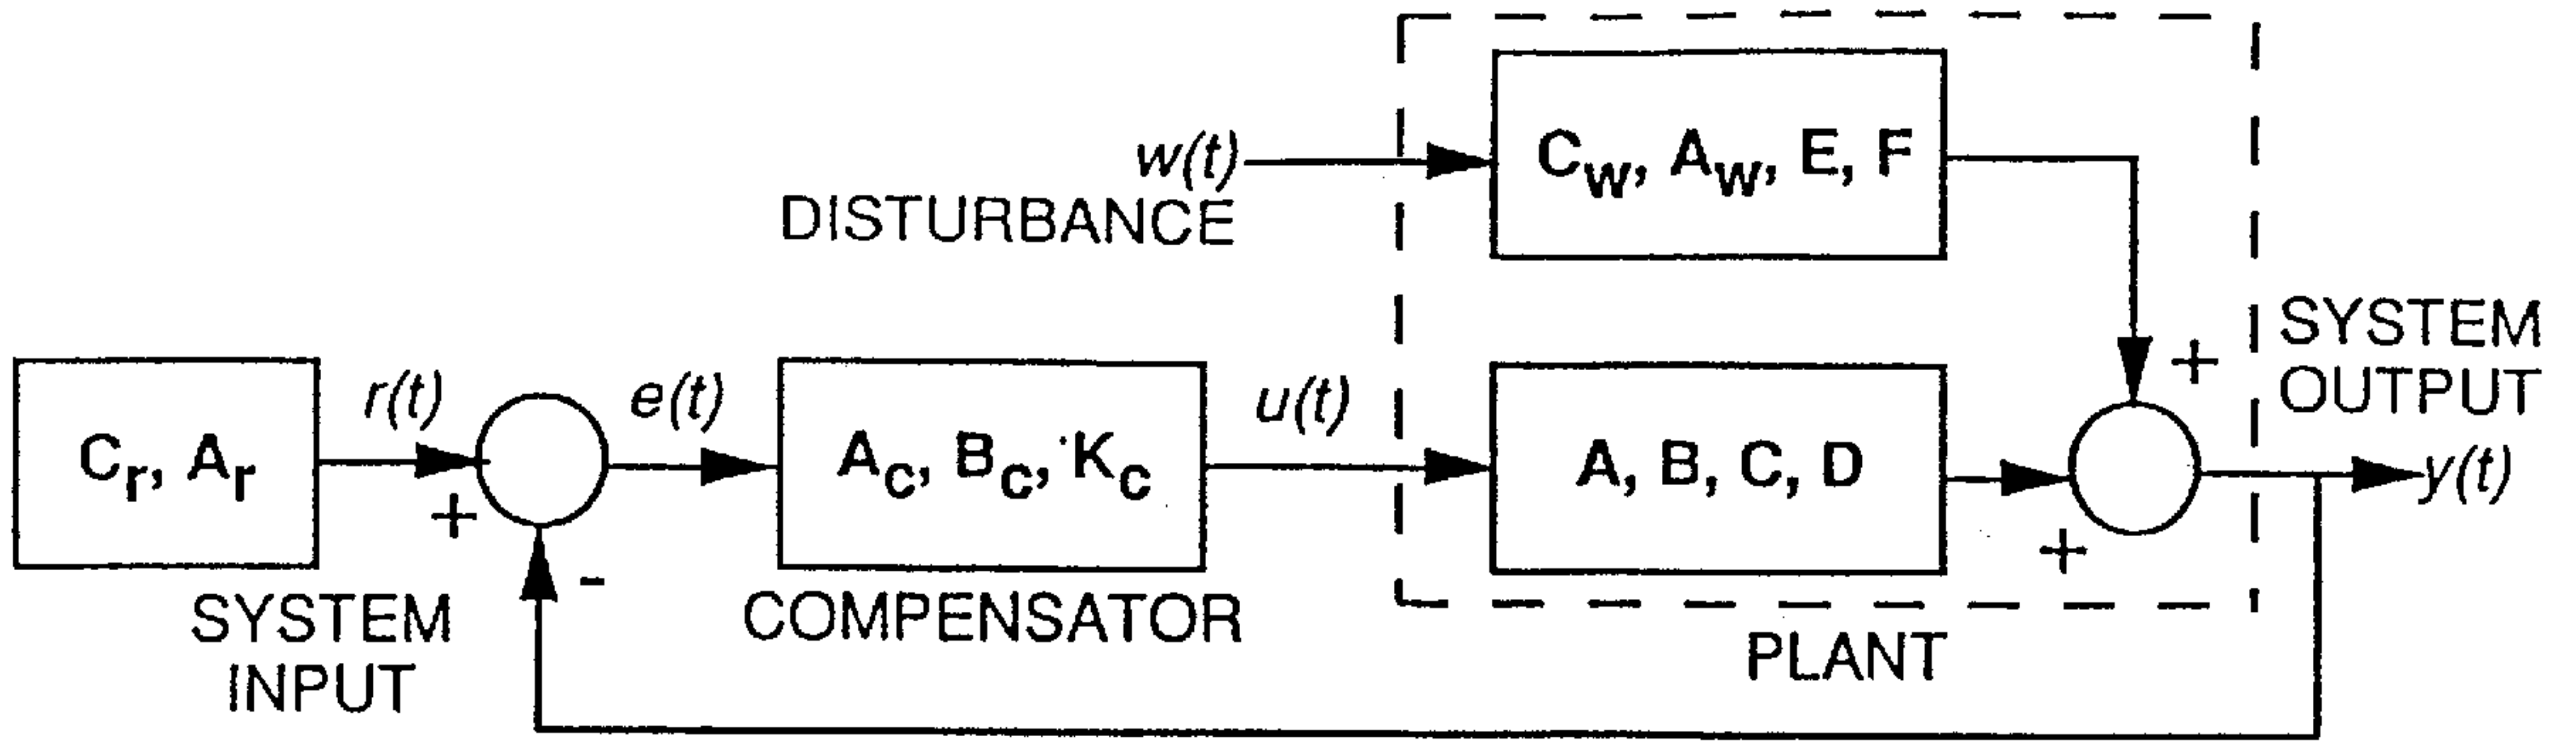 w(t)
DISTURBANCE
C_w, A_w, E, F
SYSTEM
OUTPUT
+
C_r, A_r
r(t)
+
e(t)
-
A_c, B_c, K_c
u(t)
A, B, C, D
+
y(t)
SYSTEM
INPUT
COMPENSATOR
PLANT